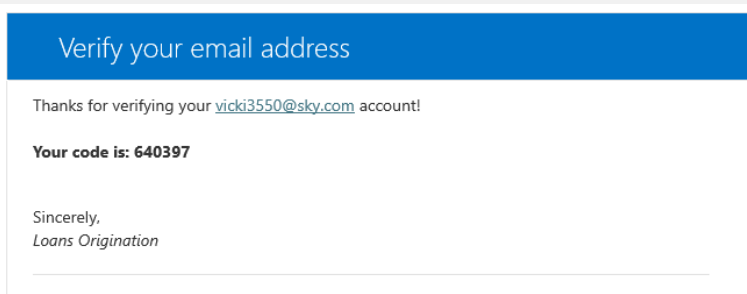 Verify your email address
Thanks for verifying your vicki3550@sky.com account!
Your code is: 640397
Sincerely,
Loans Origination